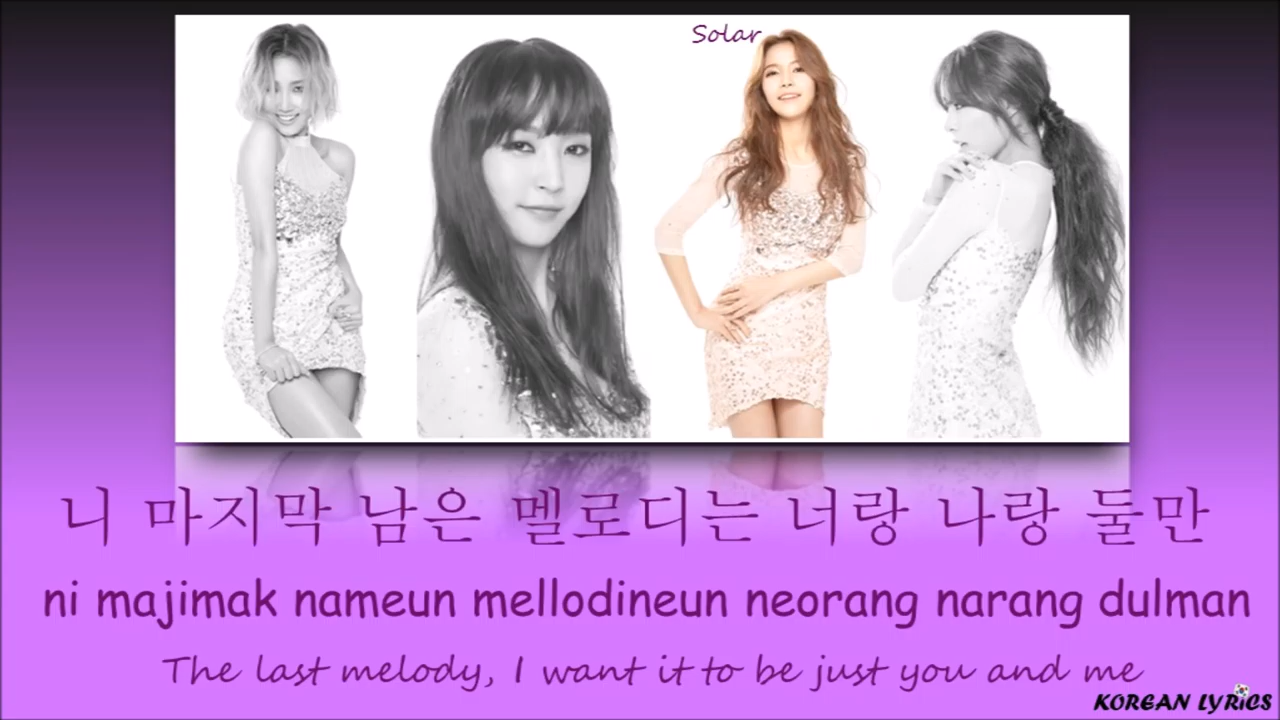 Solar
니 마지막 남은 멜로디는 너랑 나랑 둘만
ni majimak nameun mellodineun neorang narang dulman
The last melody, I want it to be just you and me
KOREAN LYRICS